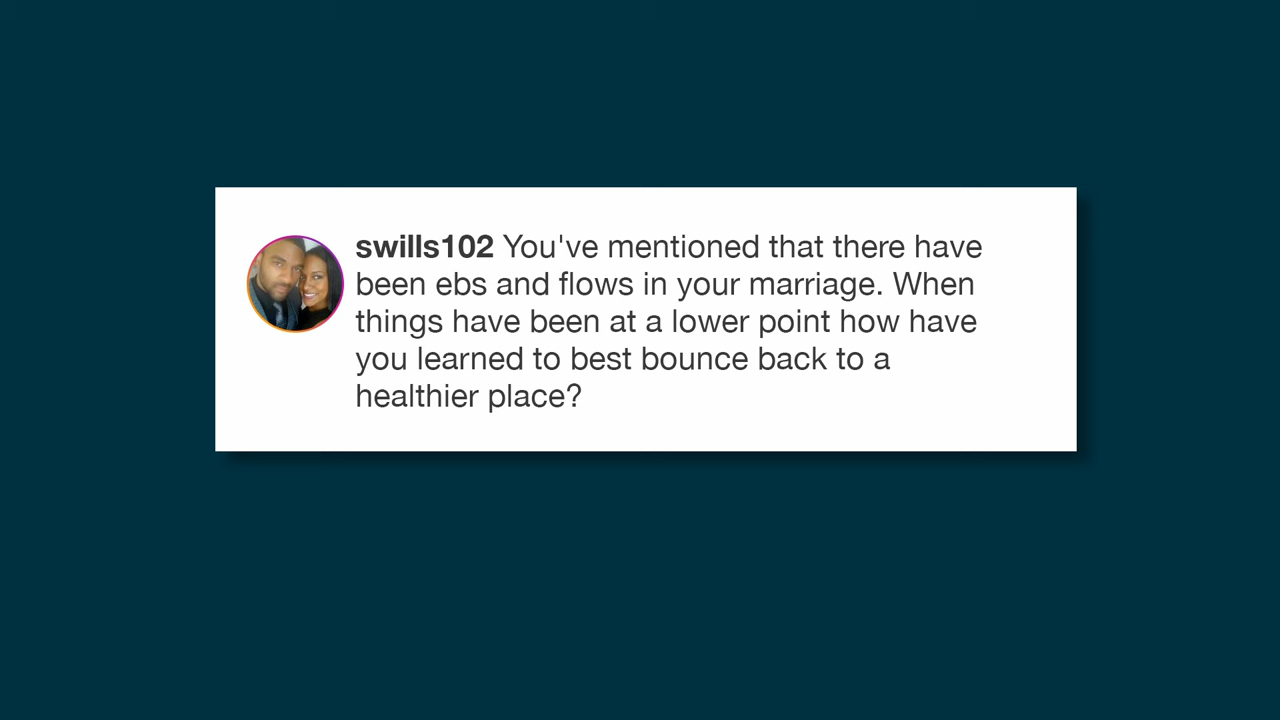 swills102 You've mentioned that there have
been ebs and flows in your marriage. When
things have been at a lower point how have
you learned to best bounce back to a
healthier place?